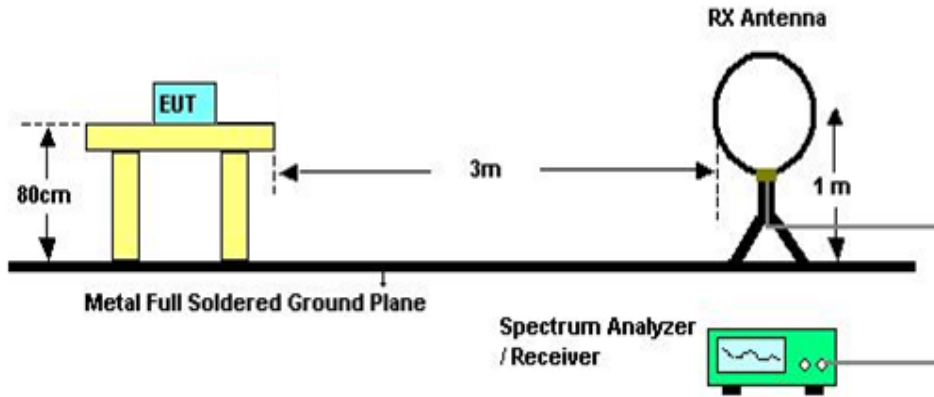 RX Antenna
EUT
3m
80cm
1 m
Metal Full Soldered Ground Plane
Spectrum Analyzer
/ Receiver